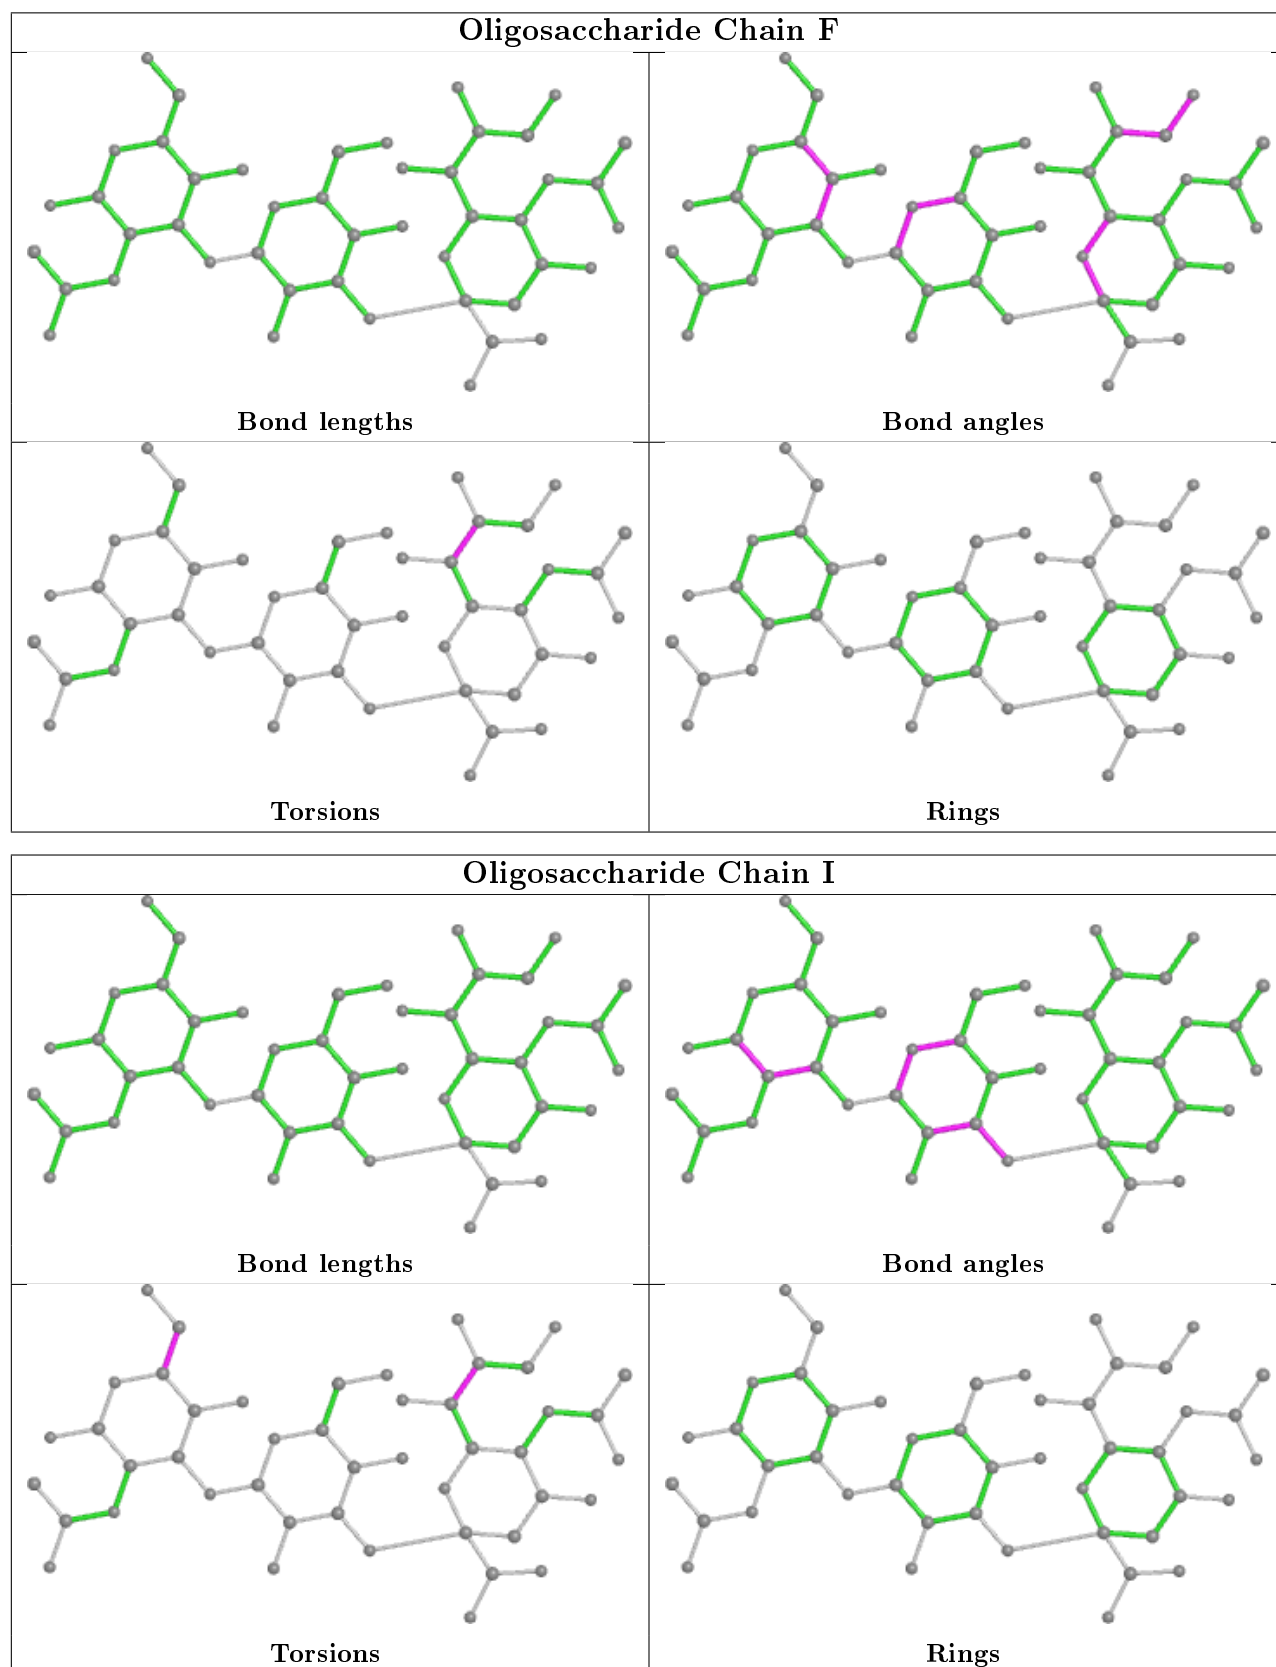 Oligosaccharide Chain F
Bond lengths
Bond angles
Torsions
Rings
Oligosaccharide Chain I
Bond lengths
Bond angles
Torsions
Rings